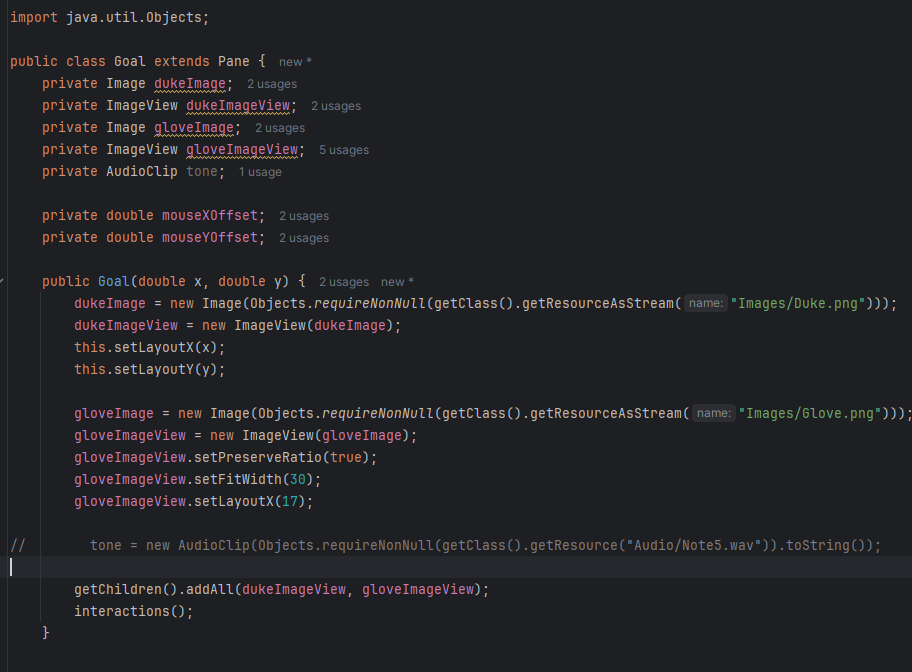 import java.util.Objects;
public class Goal extends Pane { new *
private Image dukeImage; 2 usages
private ImageView dukeImageView; 2 usages
private Image gloveImage; 2 usages
private ImageView gloveImageView; 5 usages
private AudioClip tone; 1 usage
private double mouseXOffset; 2 usages
private double mouseYOffset; 2 usages
public Goal(double x, double y) { 2 usages new *
dukeImage = new Image(Objects.requireNonNull(getClass().getResourceAsStream( name: "Images/Duke.png")));
dukeImageView = new ImageView(dukeImage);
this.setLayoutX(x);
this.setLayoutY(y);
gloveImage = new Image(Objects.requireNonNull(getClass().getResourceAsStream( name: "Images/Glove.png")));
gloveImageView = new ImageView(gloveImage);
gloveImageView.setPreserveRatio(true);
gloveImageView.setFitWidth(30);
gloveImageView.setLayoutX(17);
// tone = new AudioClip(Objects.requireNonNull(getClass().getResource("Audio/Note5.wav")).toString());
getChildren().addAll(dukeImageView, gloveImageView);
interactions();
}